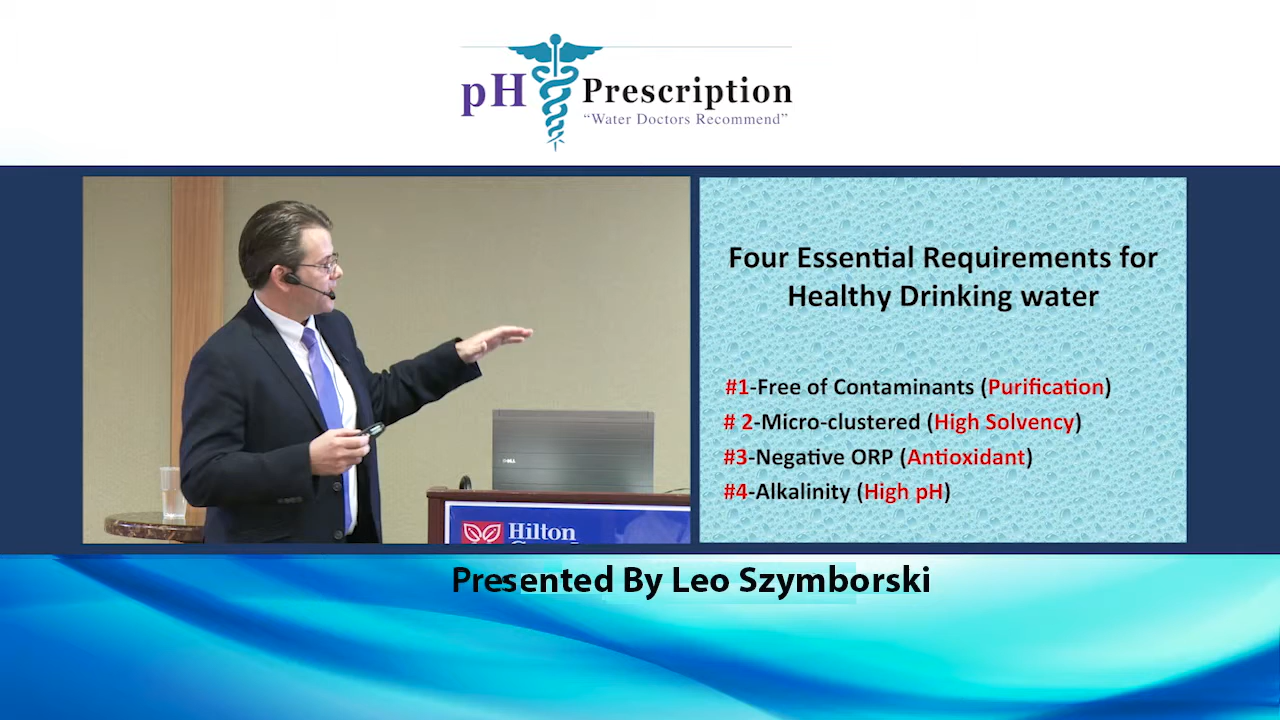 pH Prescription
“Water Doctors Recommend”
Four Essential Requirements for
Healthy Drinking water
#1-Free of Contaminants (Purification)
# 2-Micro-clustered (High Solvency)
#3-Negative ORP (Antioxidant)
#4-Alkalinity (High pH)
DELL
Hilton
Presented By Leo Szymborski